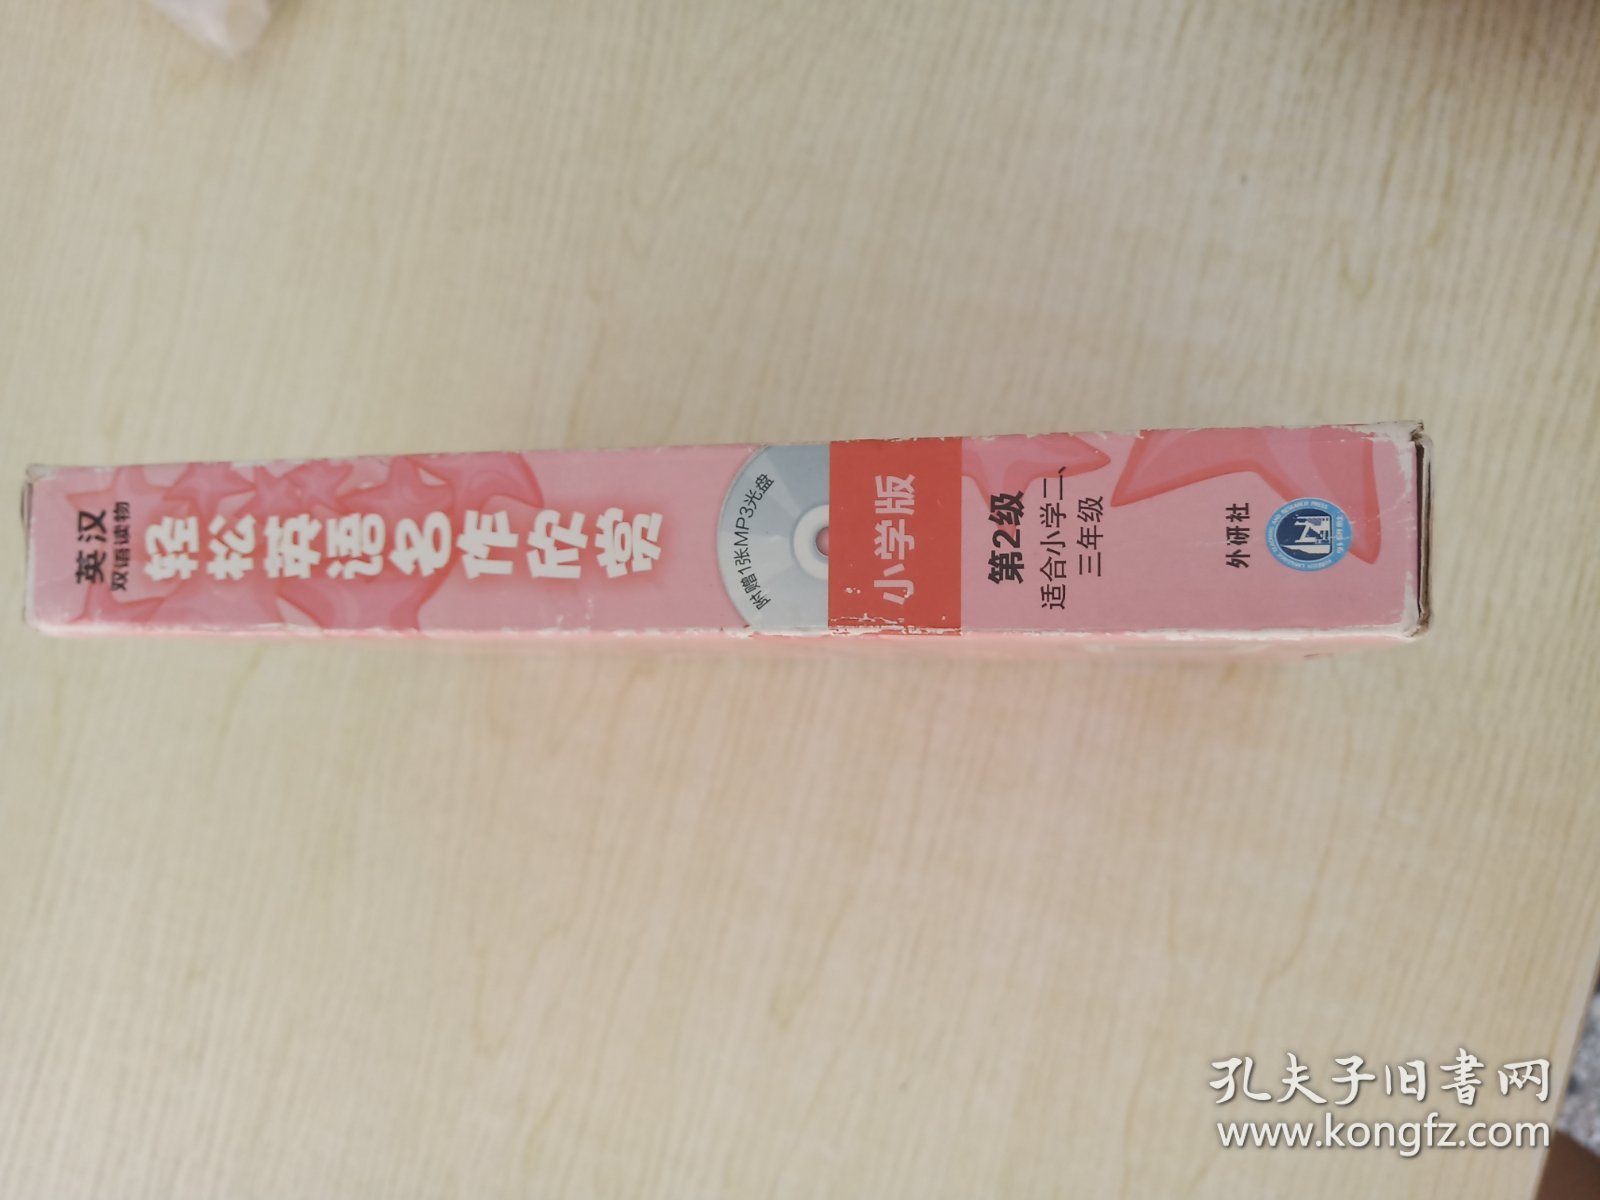 英汉
双语读物
轻松英语名作欣赏
附赠1张MP3光盘
小学版
第2级
适合小学二、
三年级
外研社
孔夫子旧書网
www.kongfz.com